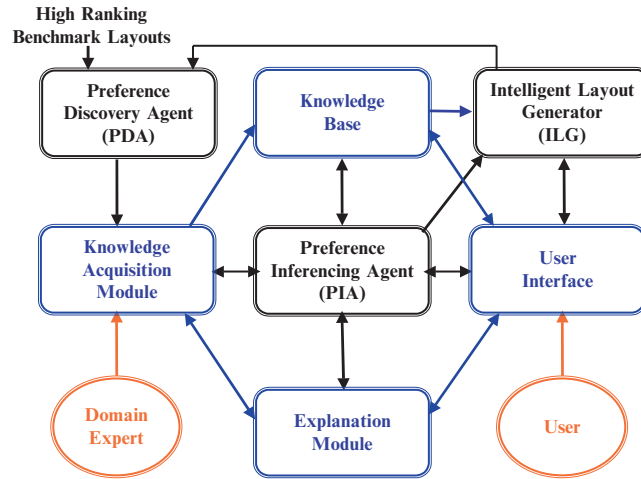 High Ranking
Benchmark Layouts
Preference
Discovery Agent
(PDA)
Knowledge
Base
Intelligent Layout
Generator
(ILG)
Knowledge
Acquisition
Module
Preference
Inferencing Agent
(PIA)
User
Interface
Domain
Expert
Explanation
Module
User